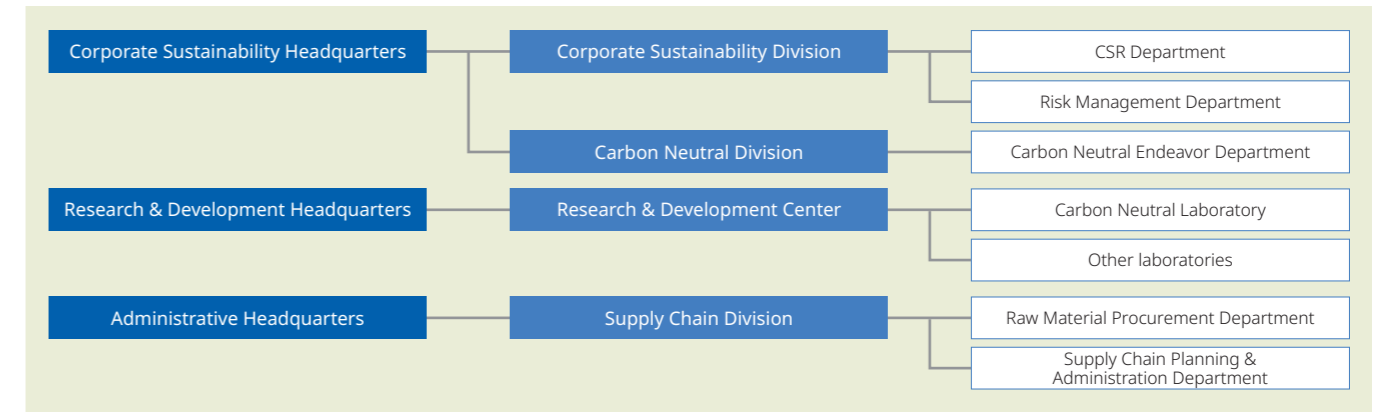 Corporate Sustainability Headquarters
Corporate Sustainability Division
CSR Department
Risk Management Department
Carbon Neutral Division
Carbon Neutral Endeavor Department
Research & Development Headquarters
Research & Development Center
Carbon Neutral Laboratory
Other laboratories
Administrative Headquarters
Supply Chain Division
Raw Material Procurement Department
Supply Chain Planning &
Administration Department